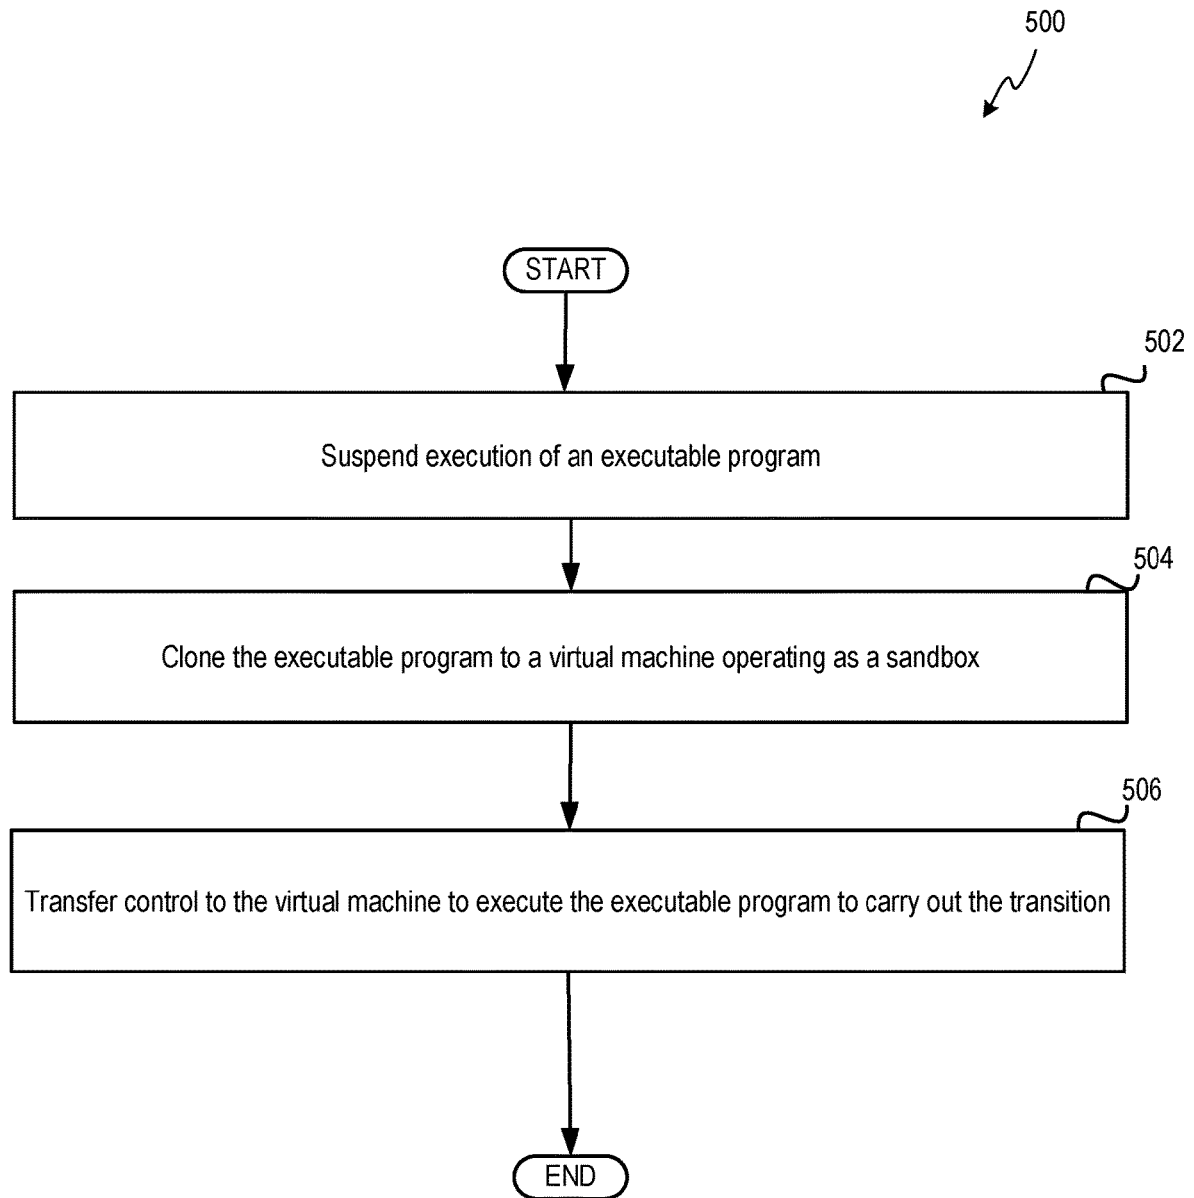 500
START
502
Suspend execution of an executable program
504
Clone the executable program to a virtual machine operating as a sandbox
506
Transfer control to the virtual machine to execute the executable program to carry out the transition
END